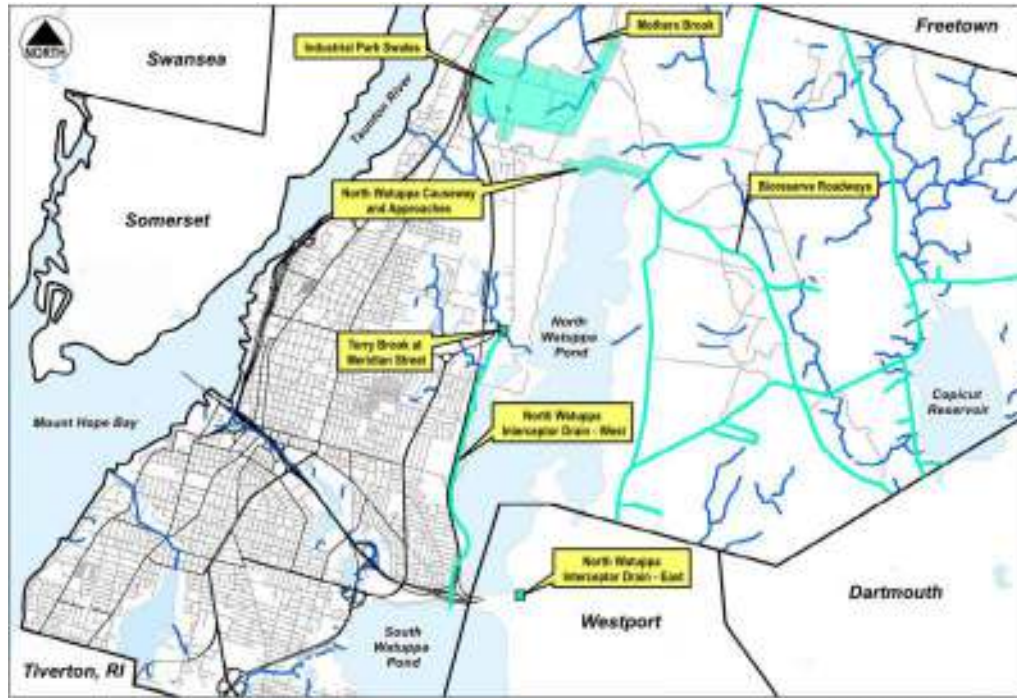 NORTH
Swansea
Somerset
Taunton River
Industrial Park Swales
Mothers Brook
Freetown
North Watuppa Causeway
and Approaches
Bioreserve Roadways
Terry Brook at
Meridian Street
North
Watuppa
Pond
Copicut
Reservoir
Mount Hope Bay
North Watuppa
Interceptor Drain - West
North Watuppa
Interceptor Drain - East
Westport
Dartmouth
South
Watuppa
Pond
Tiverton, RI